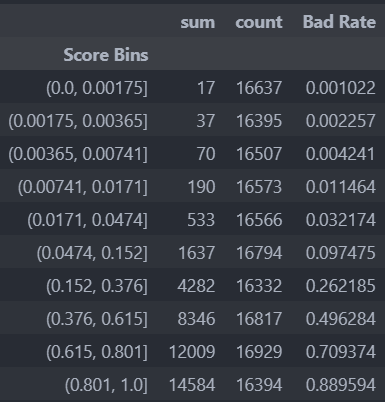 sum count Bad Rate
Score Bins
(0.0, 0.00175] 17 16637 0.001022
(0.00175, 0.00365] 37 16395 0.002257
(0.00365, 0.00741] 70 16507 0.004241
(0.00741, 0.0171] 190 16573 0.011464
(0.0171, 0.0474] 533 16566 0.032174
(0.0474, 0.152] 1637 16794 0.097475
(0.152, 0.376] 4282 16332 0.262185
(0.376, 0.615] 8346 16817 0.496284
(0.615, 0.801] 12009 16929 0.709374
(0.801, 1.0] 14584 16394 0.889594